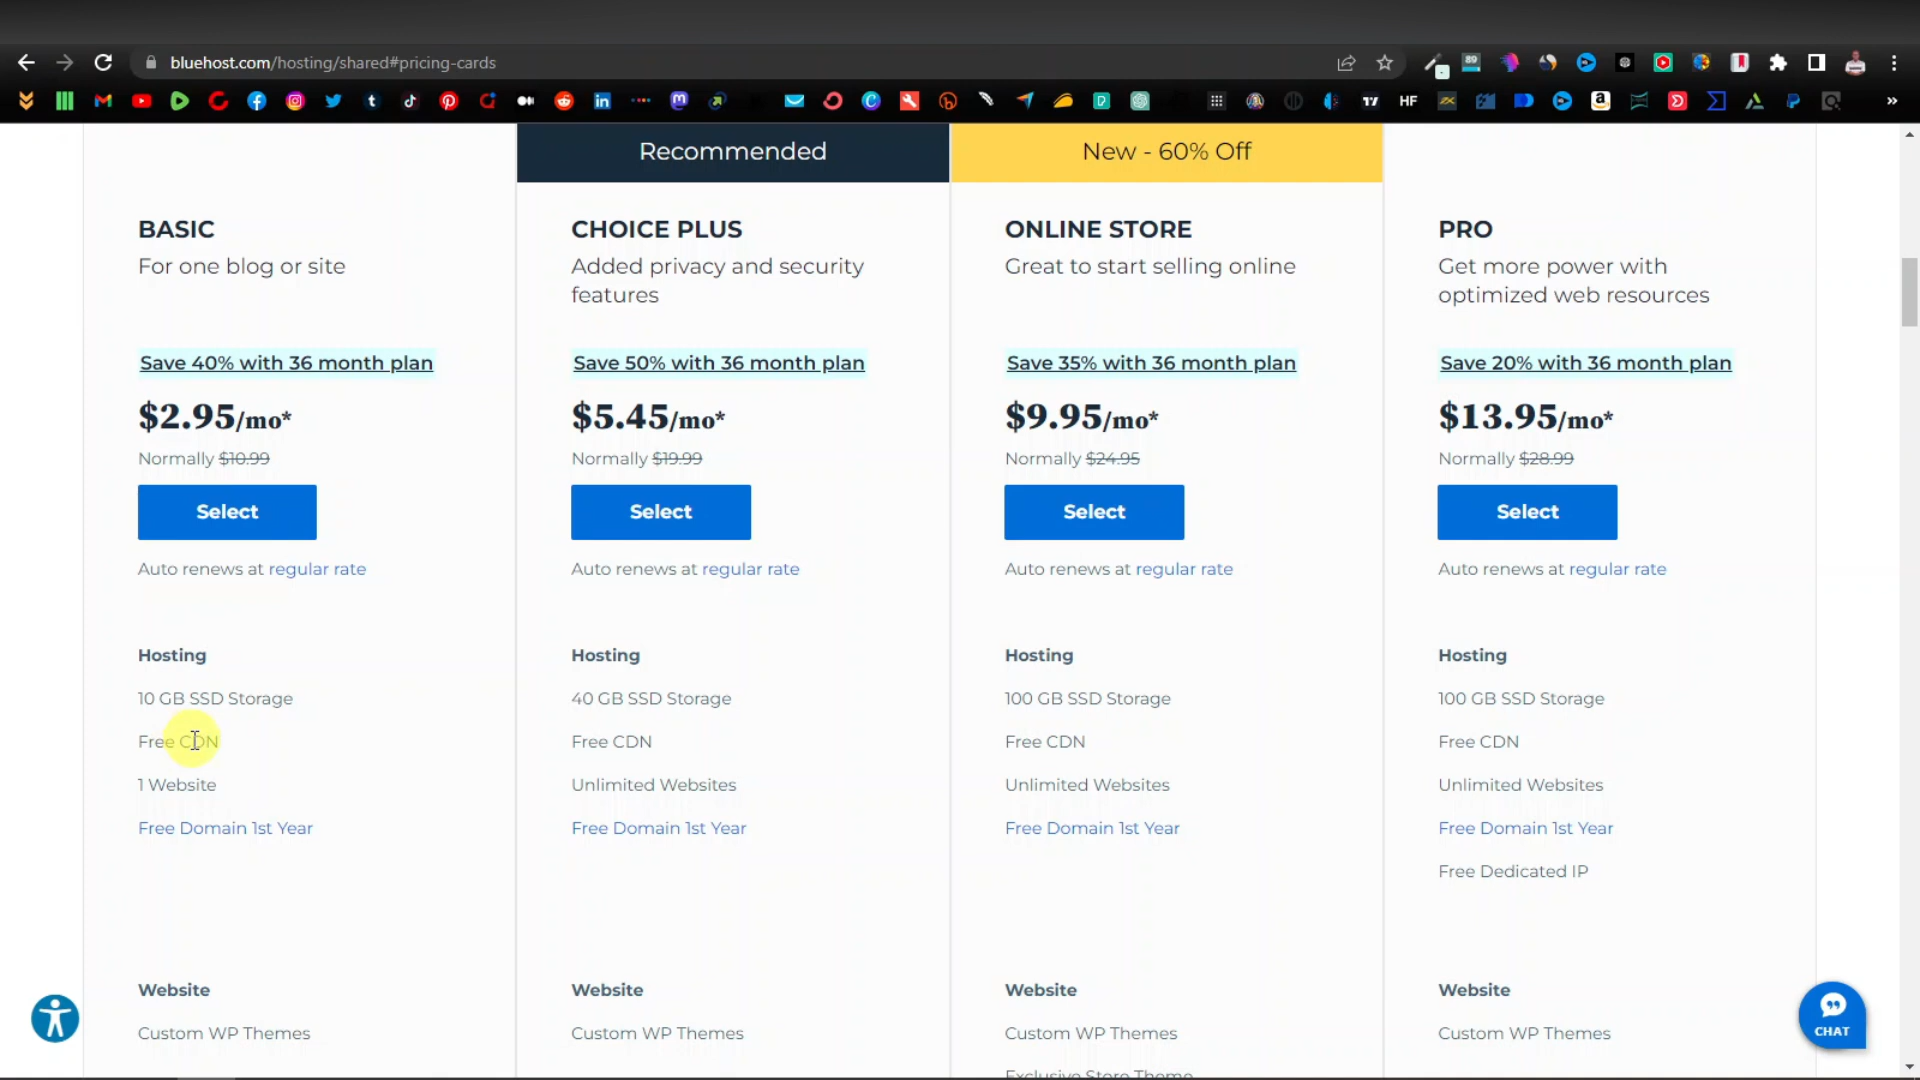 bluehost.com/hosting/shared#pricing-cards
89
HF
»
Recommended
New - 60% Off
BASIC
For one blog or site
Save 40% with 36 month plan
$2.95/mo*
Normally $10.99
Select
Auto renews at regular rate
Hosting
10 GB SSD Storage
Free CDN
1 Website
Free Domain 1st Year
Website
Custom WP Themes
CHOICE PLUS
Added privacy and security
features
Save 50% with 36 month plan
$5.45/mo*
Normally $19.99
Select
Auto renews at regular rate
Hosting
40 GB SSD Storage
Free CDN
Unlimited Websites
Free Domain 1st Year
Website
Custom WP Themes
ONLINE STORE
Great to start selling online
Save 35% with 36 month plan
$9.95/mo*
Normally $24.95
Select
Auto renews at regular rate
Hosting
100 GB SSD Storage
Free CDN
Unlimited Websites
Free Domain 1st Year
Website
Custom WP Themes
Exclusive Store Theme
PRO
Get more power with
optimized web resources
Save 20% with 36 month plan
$13.95/mo*
Normally $28.99
Select
Auto renews at regular rate
Hosting
100 GB SSD Storage
Free CDN
Unlimited Websites
Free Domain 1st Year
Free Dedicated IP
Website
Custom WP Themes
CHAT